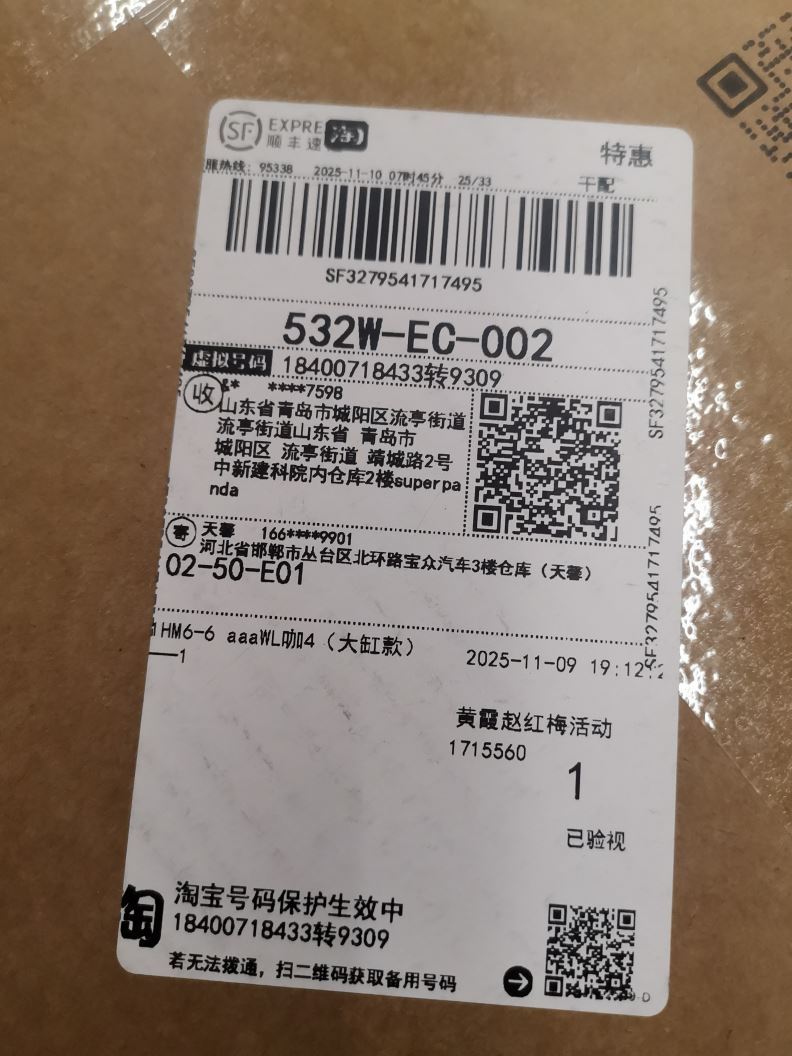 SF EXPRE
顺丰速
淘
特惠
服热线: 95338 2025-11-10 07时45分 25/33
干配
SF3279541717495
532W-EC-002
虚拟号码 18400718433转9309
收 * ****7598
山东省青岛市城阳区流亭街道
流亭街道山东省 青岛市
城阳区 流亭街道 靖城路2号
中新建科院内仓库2楼superpa
nda
SF3279541717495
SF3279541717495
寄 天馨 166****9901
河北省邯郸市丛台区北环路宝众汽车3楼仓库（天馨）
02-50-E01
1HM6-6 aaaWL咖4（大缸款）
——1
2025-11-09 19:12:
黄霞赵红梅活动
1715560
1
已验视
淘 淘宝号码保护生效中
18400718433转9309
若无法拨通，扫二维码获取备用号码